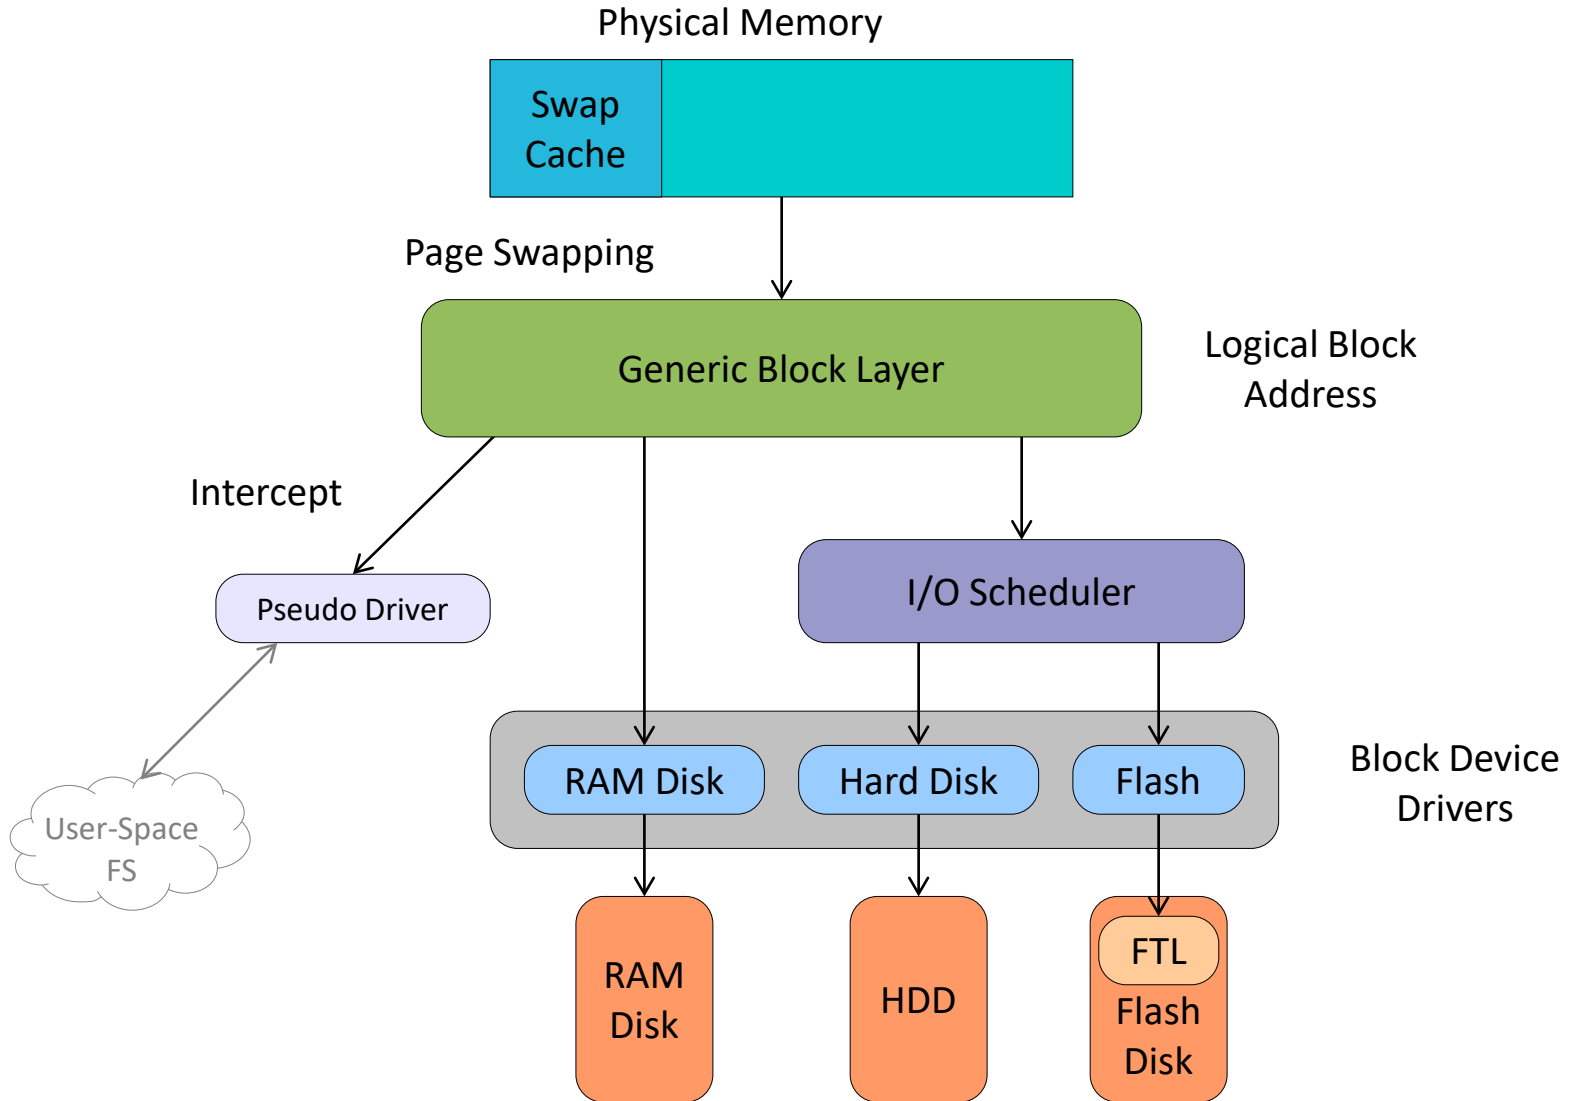 Physical Memory
Swap
Cache
Page Swapping
Generic Block Layer
Logical Block
Address
Intercept
I/O Scheduler
Pseudo Driver
RAM Disk
Hard Disk
Flash
Block Device
Drivers
User-Space
FS
RAM
Disk
HDD
FTL
Flash
Disk